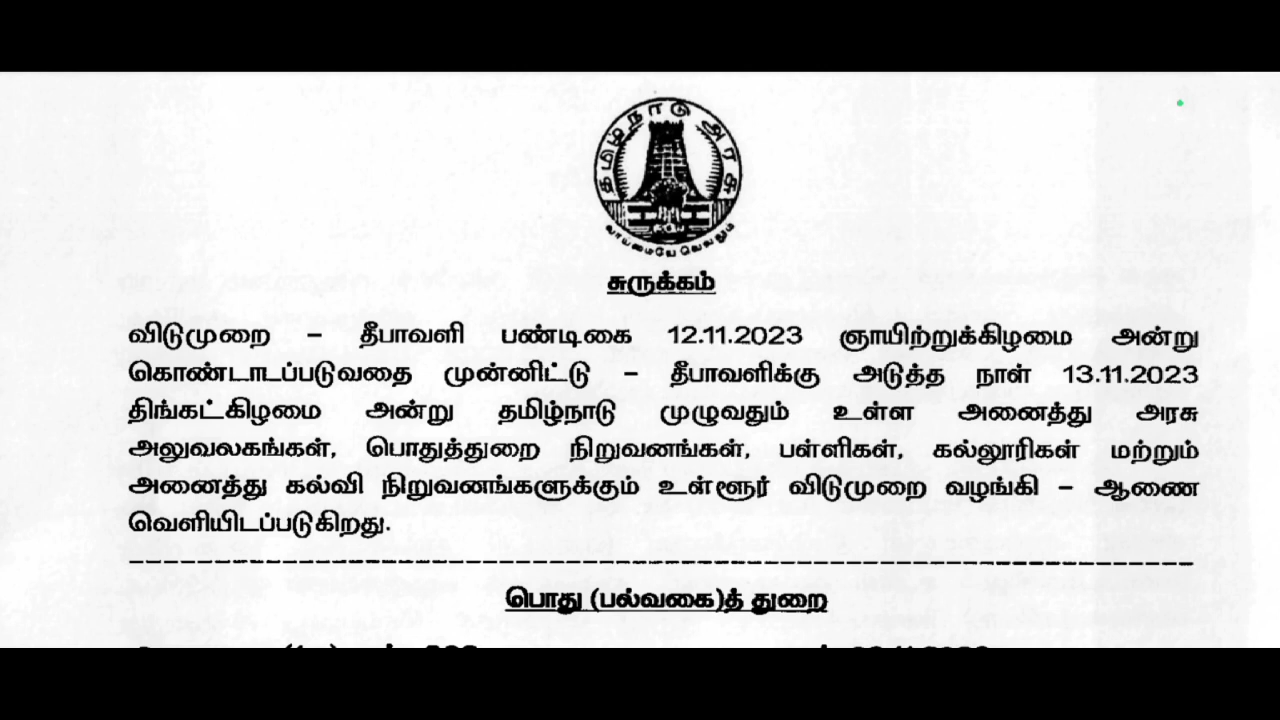 தமிழ்நாடு அரசு
வாய்மையே வெல்லும்
சுருக்கம்
விடுமுறை – தீபாவளி பண்டிகை 12.11.2023 ஞாயிற்றுக்கிழமை அன்று
கொண்டாடப்படுவதை முன்னிட்டு – தீபாவளிக்கு அடுத்த நாள் 13.11.2023
திங்கட்கிழமை அன்று தமிழ்நாடு முழுவதும் உள்ள அனைத்து அரசு
அலுவலகங்கள், பொதுத்துறை நிறுவனங்கள், பள்ளிகள், கல்லூரிகள் மற்றும்
அனைத்து கல்வி நிறுவனங்களுக்கும் உள்ளூர் விடுமுறை வழங்கி – ஆணை
வெளியிடப்படுகிறது.
பொது (பல்வகை)த் துறை